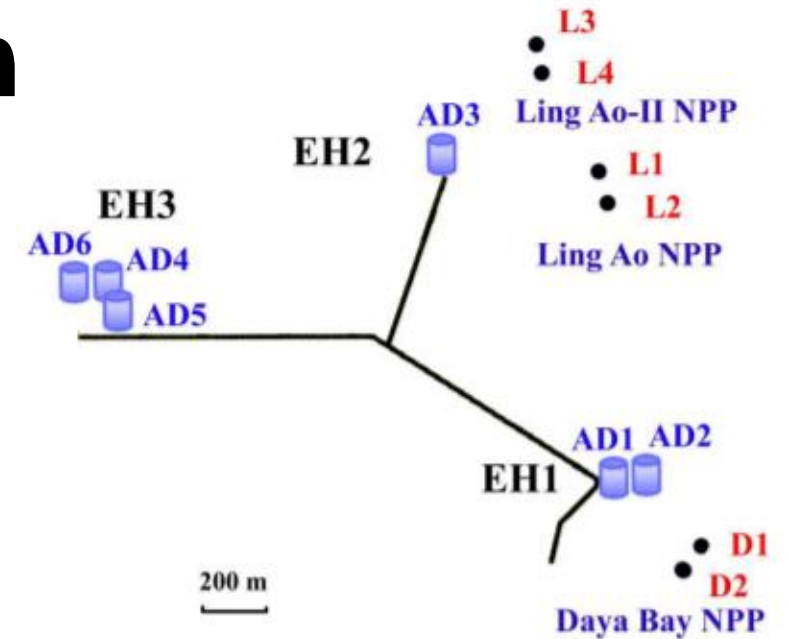 n
L3
L4
Ling Ao-II NPP
AD3
EH2
L1
L2
Ling Ao NPP
EH3
AD6
AD4
AD5
AD1 AD2
EH1
D1
D2
Daya Bay NPP
200 m